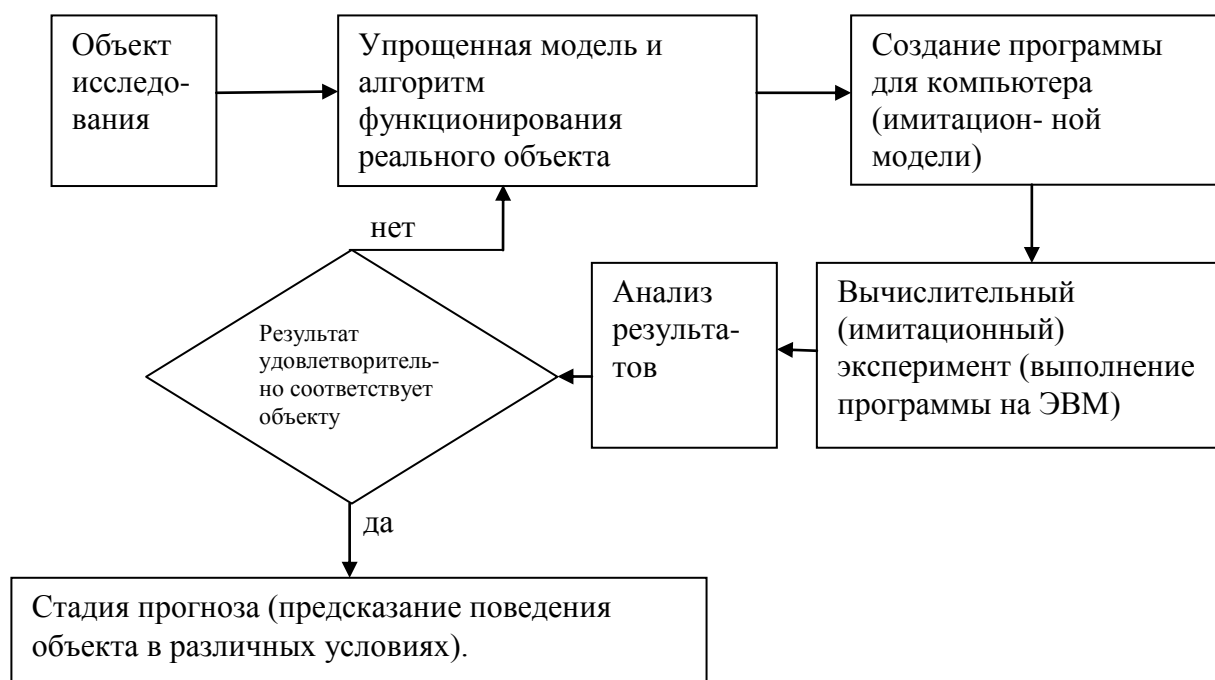 Объект
исследо-
вания
Упрощенная модель и
алгоритм
функционирования
реального объекта
Создание программы
для компьютера
(имитацион- ной
модели)
нет
Результат
удовлетворитель-
но соответствует
объекту
Анализ
результа-
тов
Вычислительный
(имитационный)
эксперимент (выполнение
программы на ЭВМ)
да
Стадия прогноза (предсказание поведения
объекта в различных условиях).